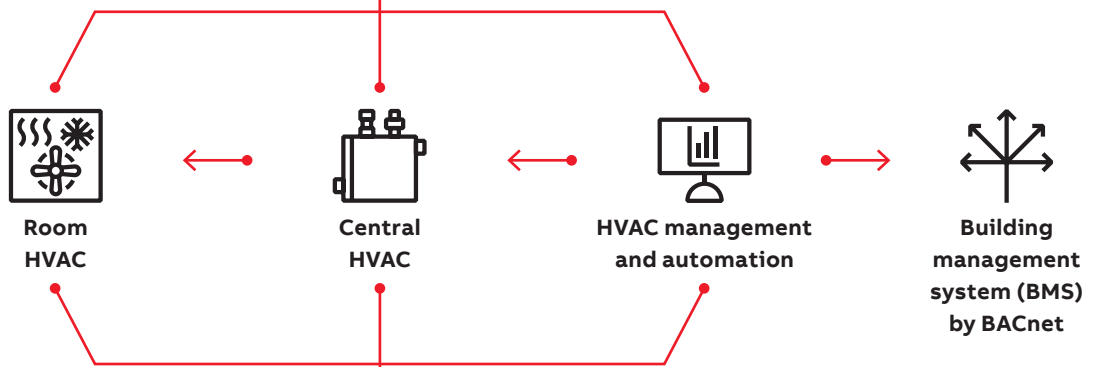 Room
HVAC
Central
HVAC
HVAC management
and automation
Building
management
system (BMS)
by BACnet